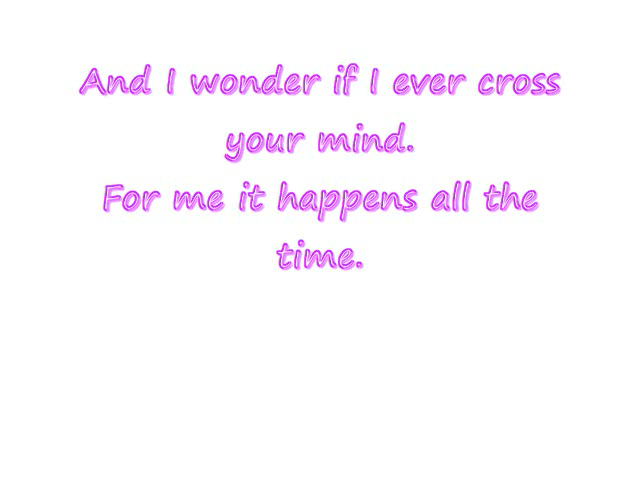 And I wonder if I ever cross
your mind.
For me it happens all the
time.